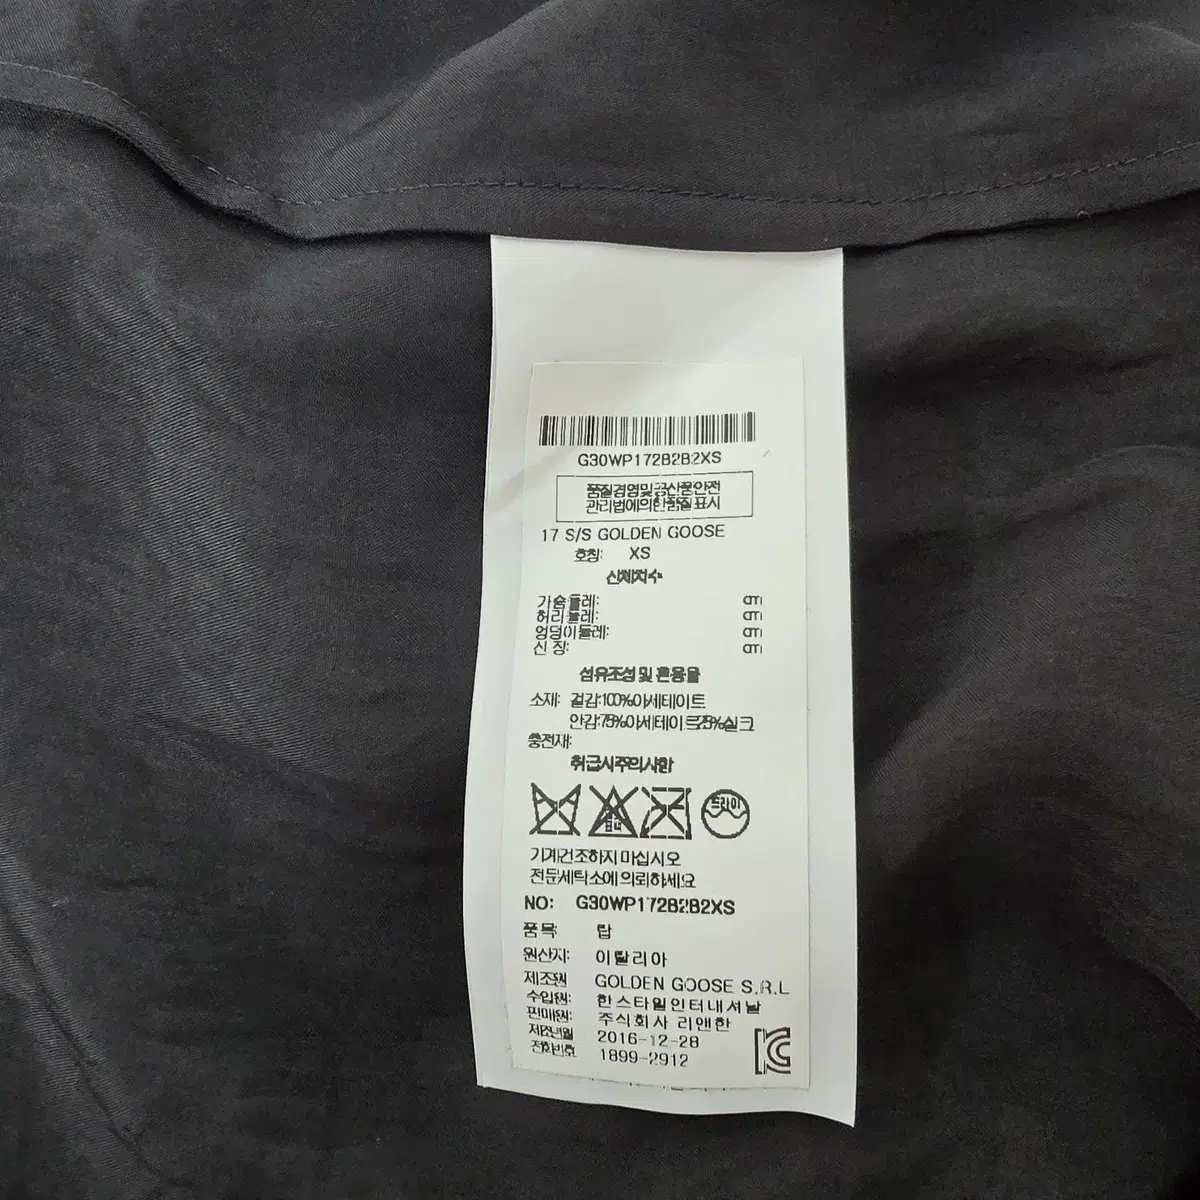 G30WP172B2B2XS
품질경영및공산품안전
관리법에의한품질표시
17 S/S GOLDEN GOOSE
호칭: XS
신체치수
가슴둘레: cm
허리둘레: cm
엉덩이둘레: cm
신장: cm
섬유조성 및 혼용율
소재: 겉감:100%아세테이트
안감:75%아세테이트25%실크
충전재:
취급시주의사항
표백
드라이
기계건조하지 마십시오
전문세탁소에 의뢰하세요
NO: G30WP172B2B2XS
품목: 탑
원산지: 이탈리아
제조원 GOLDEN GOOSE S.R.L
수입원: 한스타일인터내셔날
판매원: 주식회사 리앤한
제조년월 2016-12-28
전화번호 1899-2912